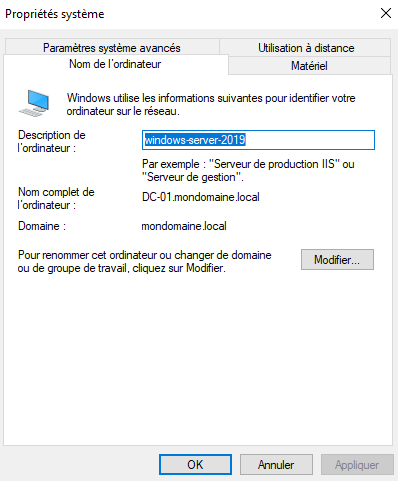 Propriétés système
Paramètres système avancés
Utilisation à distance
Nom de l'ordinateur
Matériel
Windows utilise les informations suivantes pour identifier votre
ordinateur sur le réseau.
Description de
l'ordinateur :
windows-server-2019
Par exemple : "Serveur de production IIS" ou
"Serveur de gestion".
Nom complet de
l'ordinateur :
DC-01.mondomaine.local
Domaine :
mondomaine.local
Pour renommer cet ordinateur ou changer de domaine
ou de groupe de travail, cliquez sur Modifier.
Modifier...
OK
Annuler
Appliquer